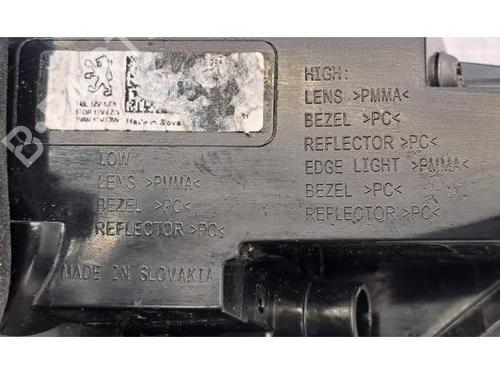 Made in Slovakia
HIGH:
LENS >PMMA<
BEZEL >PC<
REFLECTOR >PC<
EDGE LIGHT >PMMA<
BEZEL >PC<
REFLECTOR >PC<
LOW
LENS >PMMA<
BEZEL >PC<
REFLECTOR >PC<
MADE IN SLOVAKIA